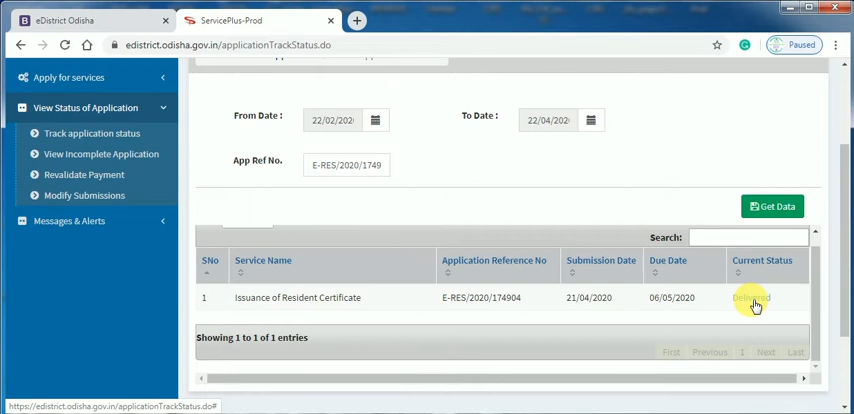 eDistrict Odisha
ServicePlus-Prod
edistrict.odisha.gov.in/applicationTrackStatus.do
Paused
Apply for services
View Status of Application
Track application status
View Incomplete Application
Revalidate Payment
Modify Submissions
Messages & Alerts
From Date :
22/02/202
To Date :
22/04/202
App Ref No.
E-RES/2020/1749
Get Data
Search:
SNo Service Name Application Reference No Submission Date Due Date Current Status
1 Issuance of Resident Certificate E-RES/2020/174904 21/04/2020 06/05/2020 Delivered
Showing 1 to 1 of 1 entries
First Previous 1 Next Last
https://edistrict.odisha.gov.in/applicationTrackStatus.do#